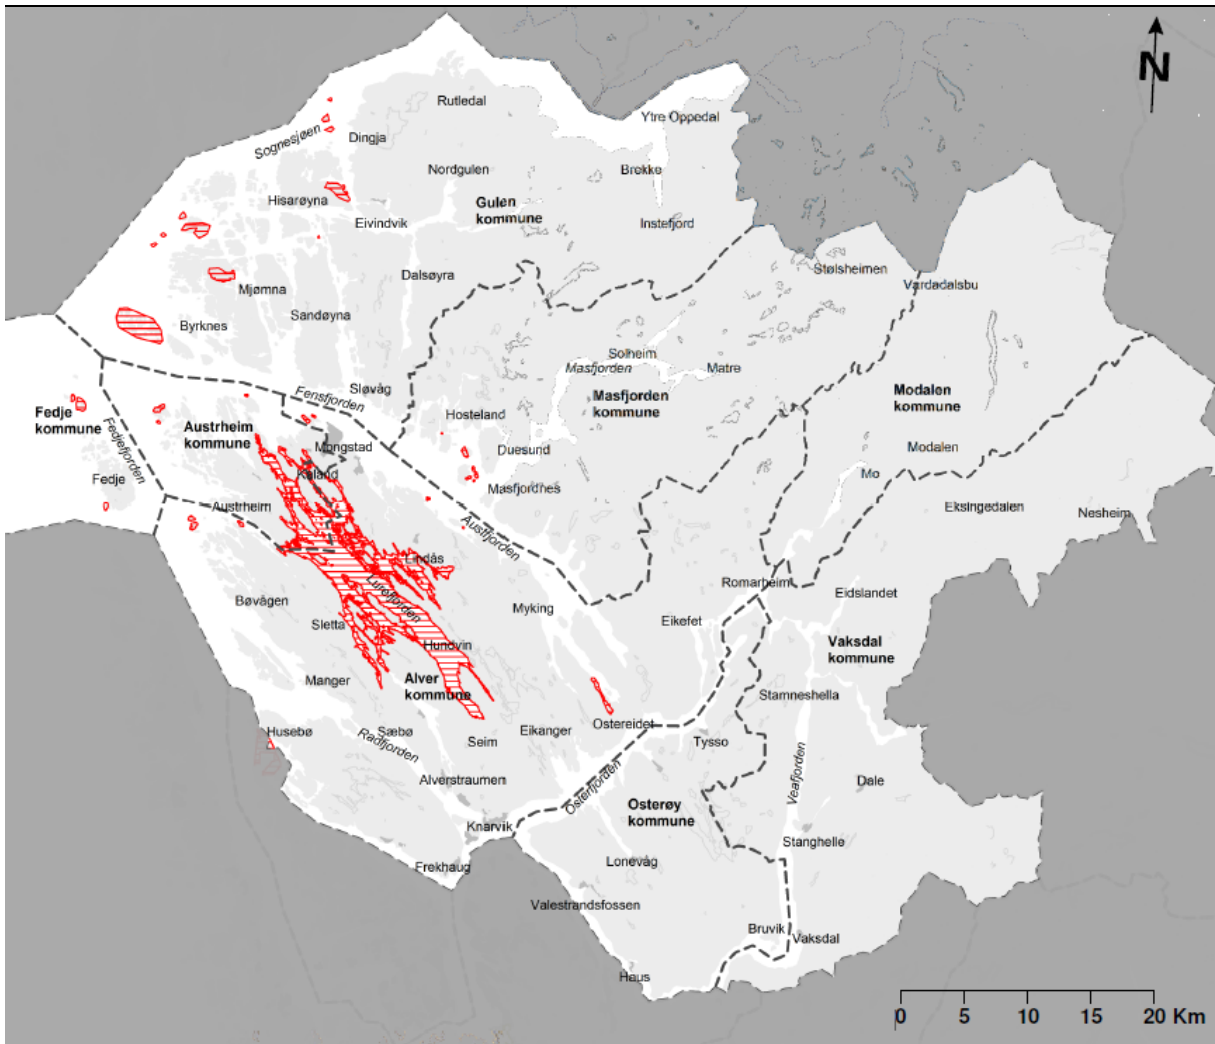 N
Rutledal
Ytre Oppedal
Sognesjøen
Dingja
Nordgulen
Brekke
Hisarøyna
Gulen
kommune
Eivindvik
Instefjord
Dalsøyra
Stølsheimen
Vardadalsbu
Mjømna
Sandøyna
Byrknes
Solheim
Masfjorden
Matre
Sløvåg
Fensfjorden
Masfjorden
kommune
Modalen
kommune
Fedje
kommune
Austrheim
kommune
Hosteland
Fedjefjorden
Mongstad
Duesund
Modalen
Kaland
Mo
Fedje
Masfjordnes
Austrheim
Eksingedalen
Nesheim
Austfjorden
Lindås
Lurefjorden
Romarheim
Eidslandet
Bøvågen
Myking
Sletta
Eikefet
Hundvin
Vaksdal
kommune
Manger
Alver
kommune
Stamneshella
Husebø
Sæbø
Radfjorden
Seim
Eikanger
Ostereidet
Tysso
Veafjorden
Alverstraumen
Osterfjorden
Dale
Osterøy
kommune
Knarvik
Stanghelle
Frekhaug
Lonevåg
Valestrandsfossen
Bruvik
Vaksdal
Haus
0 5 10 15 20 Km